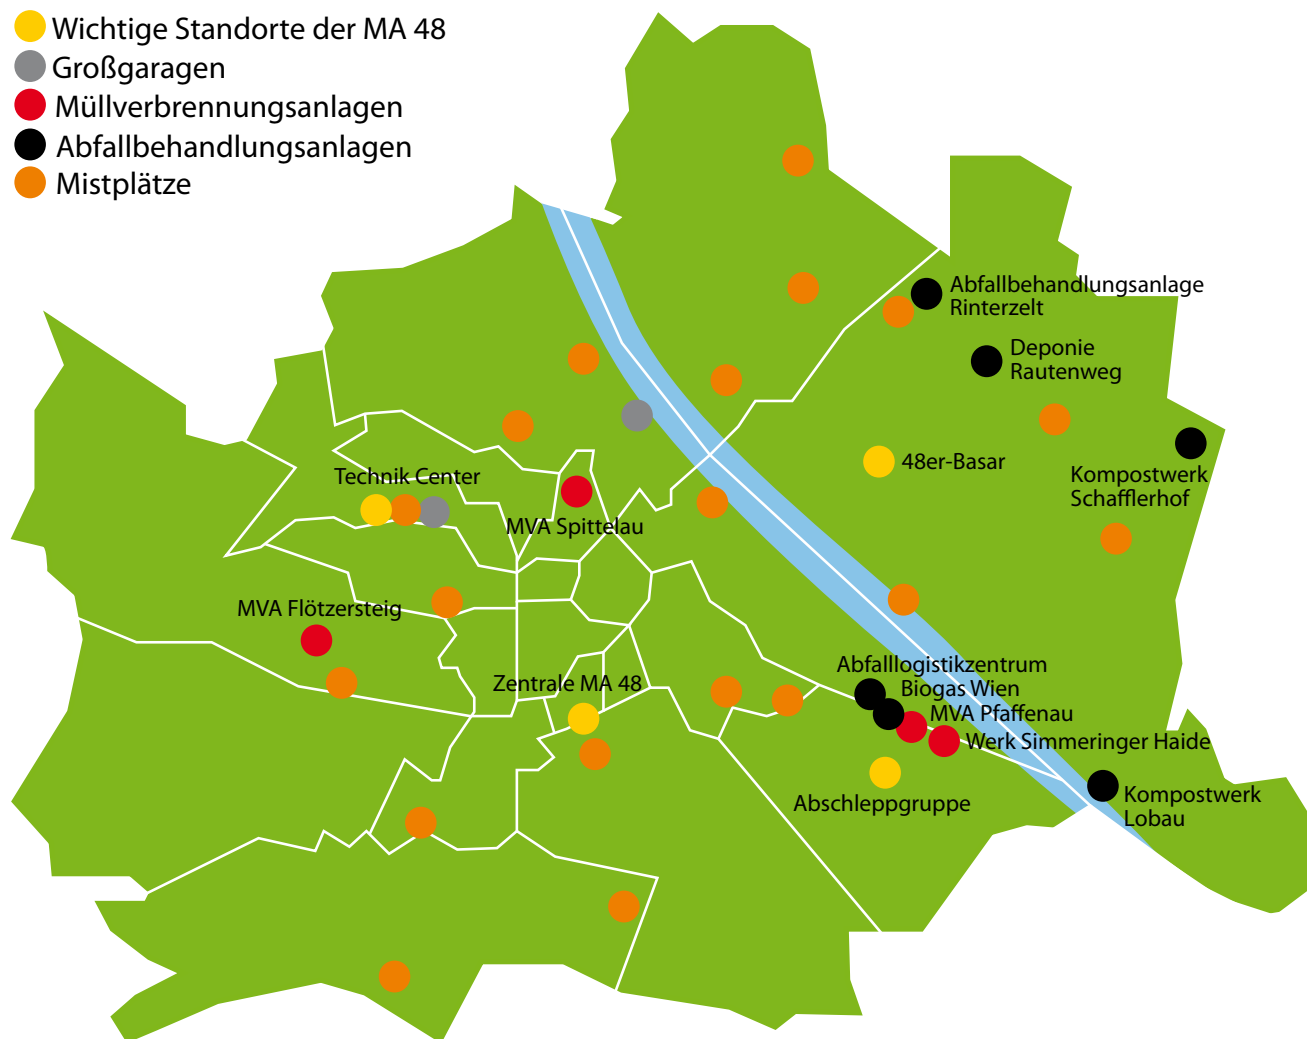 Wichtige Standorte der MA 48
Großgaragen
Müllverbrennungsanlagen
Abfallbehandlungsanlagen
Mistplätze
Abfallbehandlungsanlage
Rinterzelt
Deponie
Rautenweg
48er-Basar
Kompostwerk
Schafflerhof
Technik Center
MVA Spittelau
MVA Flötzersteig
Zentrale MA 48
Abfalllogistikzentrum
Biogas Wien
MVA Pfaffenau
Werk Simmeringer Haide
Abschleppgruppe
Kompostwerk
Lobau